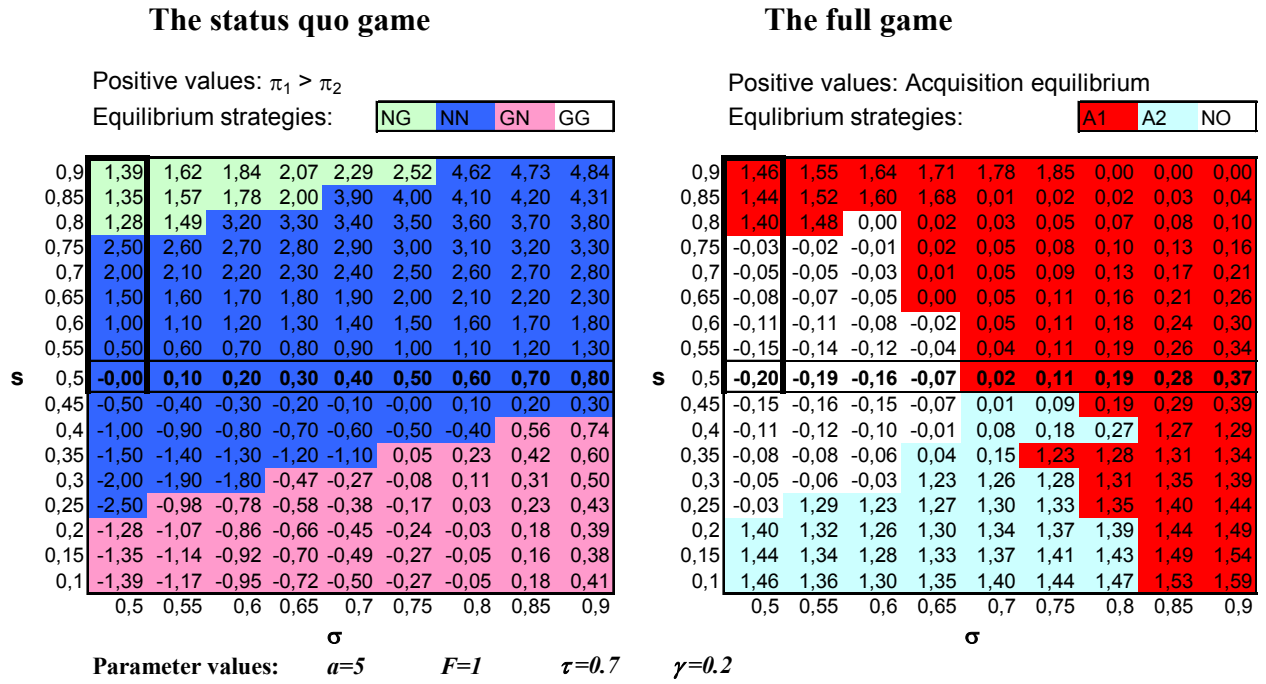 The status quo game
Positive values: π1 > π2
Equilibrium strategies: NG NN GN GG
0,9 1,39 1,62 1,84 2,07 2,29 2,52 4,62 4,73 4,84
0,85 1,35 1,57 1,78 2,00 3,90 4,00 4,10 4,20 4,31
0,8 1,28 1,49 3,20 3,30 3,40 3,50 3,60 3,70 3,80
0,75 2,50 2,60 2,70 2,80 2,90 3,00 3,10 3,20 3,30
0,7 2,00 2,10 2,20 2,30 2,40 2,50 2,60 2,70 2,80
0,65 1,50 1,60 1,70 1,80 1,90 2,00 2,10 2,20 2,30
0,6 1,00 1,10 1,20 1,30 1,40 1,50 1,60 1,70 1,80
0,55 0,50 0,60 0,70 0,80 0,90 1,00 1,10 1,20 1,30
s 0,5 -0,00 0,10 0,20 0,30 0,40 0,50 0,60 0,70 0,80
0,45 -0,50 -0,40 -0,30 -0,20 -0,10 -0,00 0,10 0,20 0,30
0,4 -1,00 -0,90 -0,80 -0,70 -0,60 -0,50 -0,40 0,56 0,74
0,35 -1,50 -1,40 -1,30 -1,20 -1,10 0,05 0,23 0,42 0,60
0,3 -2,00 -1,90 -1,80 -0,47 -0,27 -0,08 0,11 0,31 0,50
0,25 -2,50 -0,98 -0,78 -0,58 -0,38 -0,17 0,03 0,23 0,43
0,2 -1,28 -1,07 -0,86 -0,66 -0,45 -0,24 -0,03 0,18 0,39
0,15 -1,35 -1,14 -0,92 -0,70 -0,49 -0,27 -0,05 0,16 0,38
0,1 -1,39 -1,17 -0,95 -0,72 -0,50 -0,27 -0,05 0,18 0,41
0,5 0,55 0,6 0,65 0,7 0,75 0,8 0,85 0,9
σ
The full game
Positive values: Acquisition equilibrium
Equlibrium strategies: A1 A2 NO
0,9 1,46 1,55 1,64 1,71 1,78 1,85 0,00 0,00 0,00
0,85 1,44 1,52 1,60 1,68 0,01 0,02 0,02 0,03 0,04
0,8 1,40 1,48 0,00 0,02 0,03 0,05 0,07 0,08 0,10
0,75 -0,03 -0,02 -0,01 0,02 0,05 0,08 0,10 0,13 0,16
0,7 -0,05 -0,05 -0,03 0,01 0,05 0,09 0,13 0,17 0,21
0,65 -0,08 -0,07 -0,05 0,00 0,05 0,11 0,16 0,21 0,26
0,6 -0,11 -0,11 -0,08 -0,02 0,05 0,11 0,18 0,24 0,30
0,55 -0,15 -0,14 -0,12 -0,04 0,04 0,11 0,19 0,26 0,34
s 0,5 -0,20 -0,19 -0,16 -0,07 0,02 0,11 0,19 0,28 0,37
0,45 -0,15 -0,16 -0,15 -0,07 0,01 0,09 0,19 0,29 0,39
0,4 -0,11 -0,12 -0,10 -0,01 0,08 0,18 0,27 1,27 1,29
0,35 -0,08 -0,08 -0,06 0,04 0,15 1,23 1,28 1,31 1,34
0,3 -0,05 -0,06 -0,03 1,23 1,26 1,28 1,31 1,35 1,39
0,25 -0,03 1,29 1,23 1,27 1,30 1,33 1,35 1,40 1,44
0,2 1,40 1,32 1,26 1,30 1,34 1,37 1,39 1,44 1,49
0,15 1,44 1,34 1,28 1,33 1,37 1,41 1,43 1,49 1,54
0,1 1,46 1,36 1,30 1,35 1,40 1,44 1,47 1,53 1,59
0,5 0,55 0,6 0,65 0,7 0,75 0,8 0,85 0,9
σ
Parameter values: a=5 F=1 τ=0.7 γ=0.2